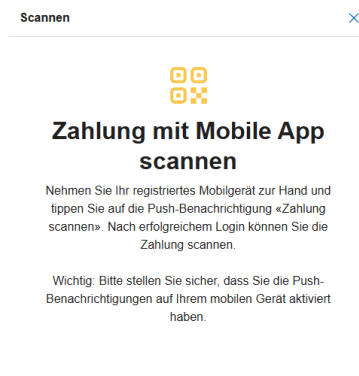 Scannen
Zahlung mit Mobile App
scannen
Nehmen Sie Ihr registriertes Mobilgerät zur Hand und
tippen Sie auf die Push-Benachrichtigung «Zahlung
scannen». Nach erfolgreichem Login können Sie die
Zahlung scannen.
Wichtig: Bitte stellen Sie sicher, dass Sie die Push-
Benachrichtigungen auf Ihrem mobilen Gerät aktiviert
haben.